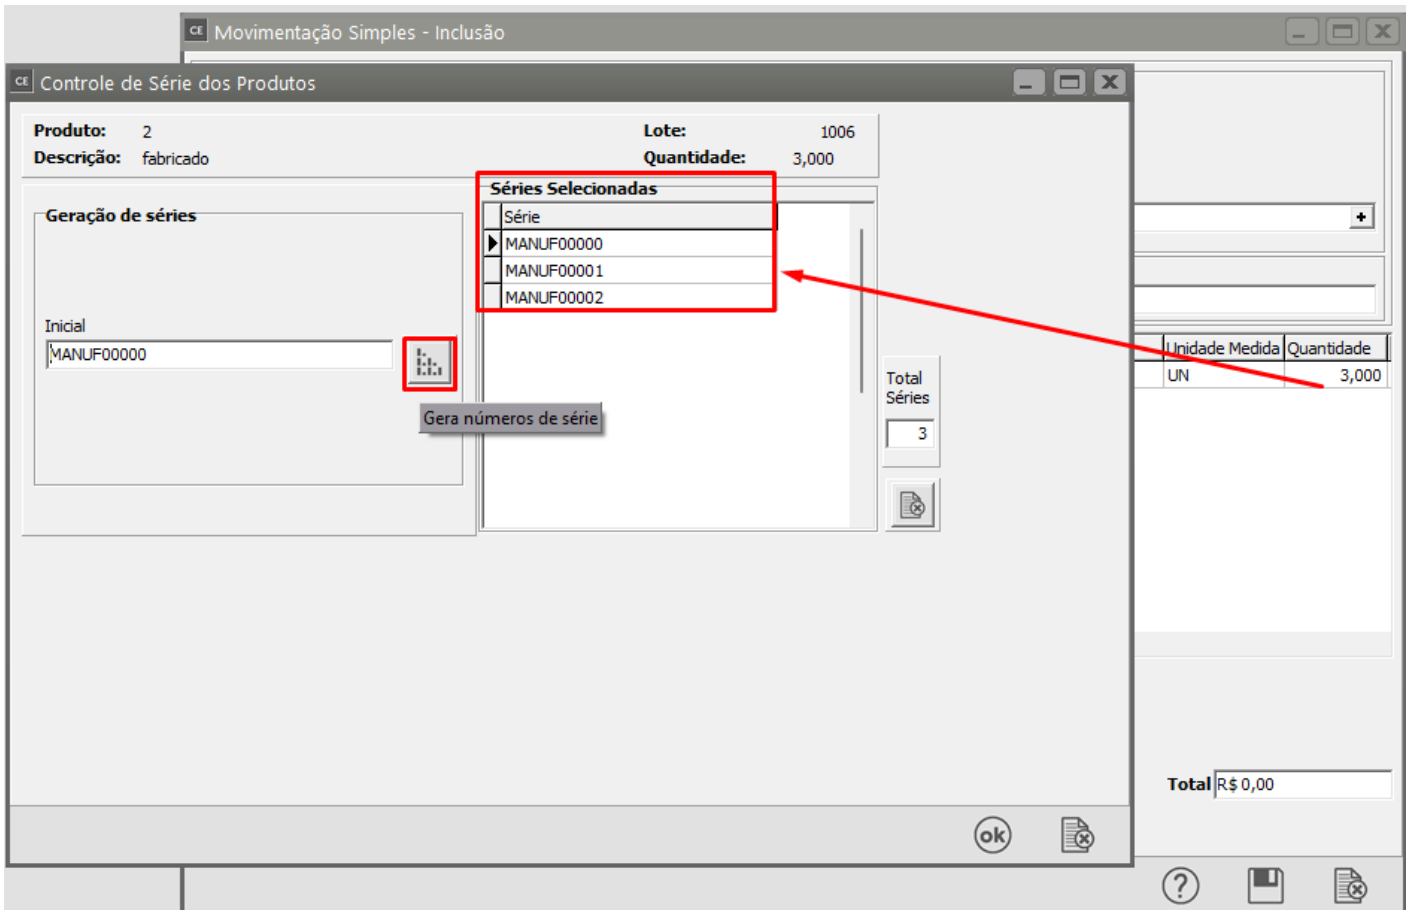 CE Movimentação Simples - Inclusão
CE Controle de Série dos Produtos
Produto: 2
Lote: 1006
Descrição: fabricado
Quantidade: 3,000
Séries Selecionadas
Geração de séries
Série
MANUF00000
MANUF00001
MANUF00002
Inicial
MANUF00000
Gera números de série
Total
Séries
3
Unidade Medida Quantidade
UN 3,000
Total R$ 0,00
ok
?